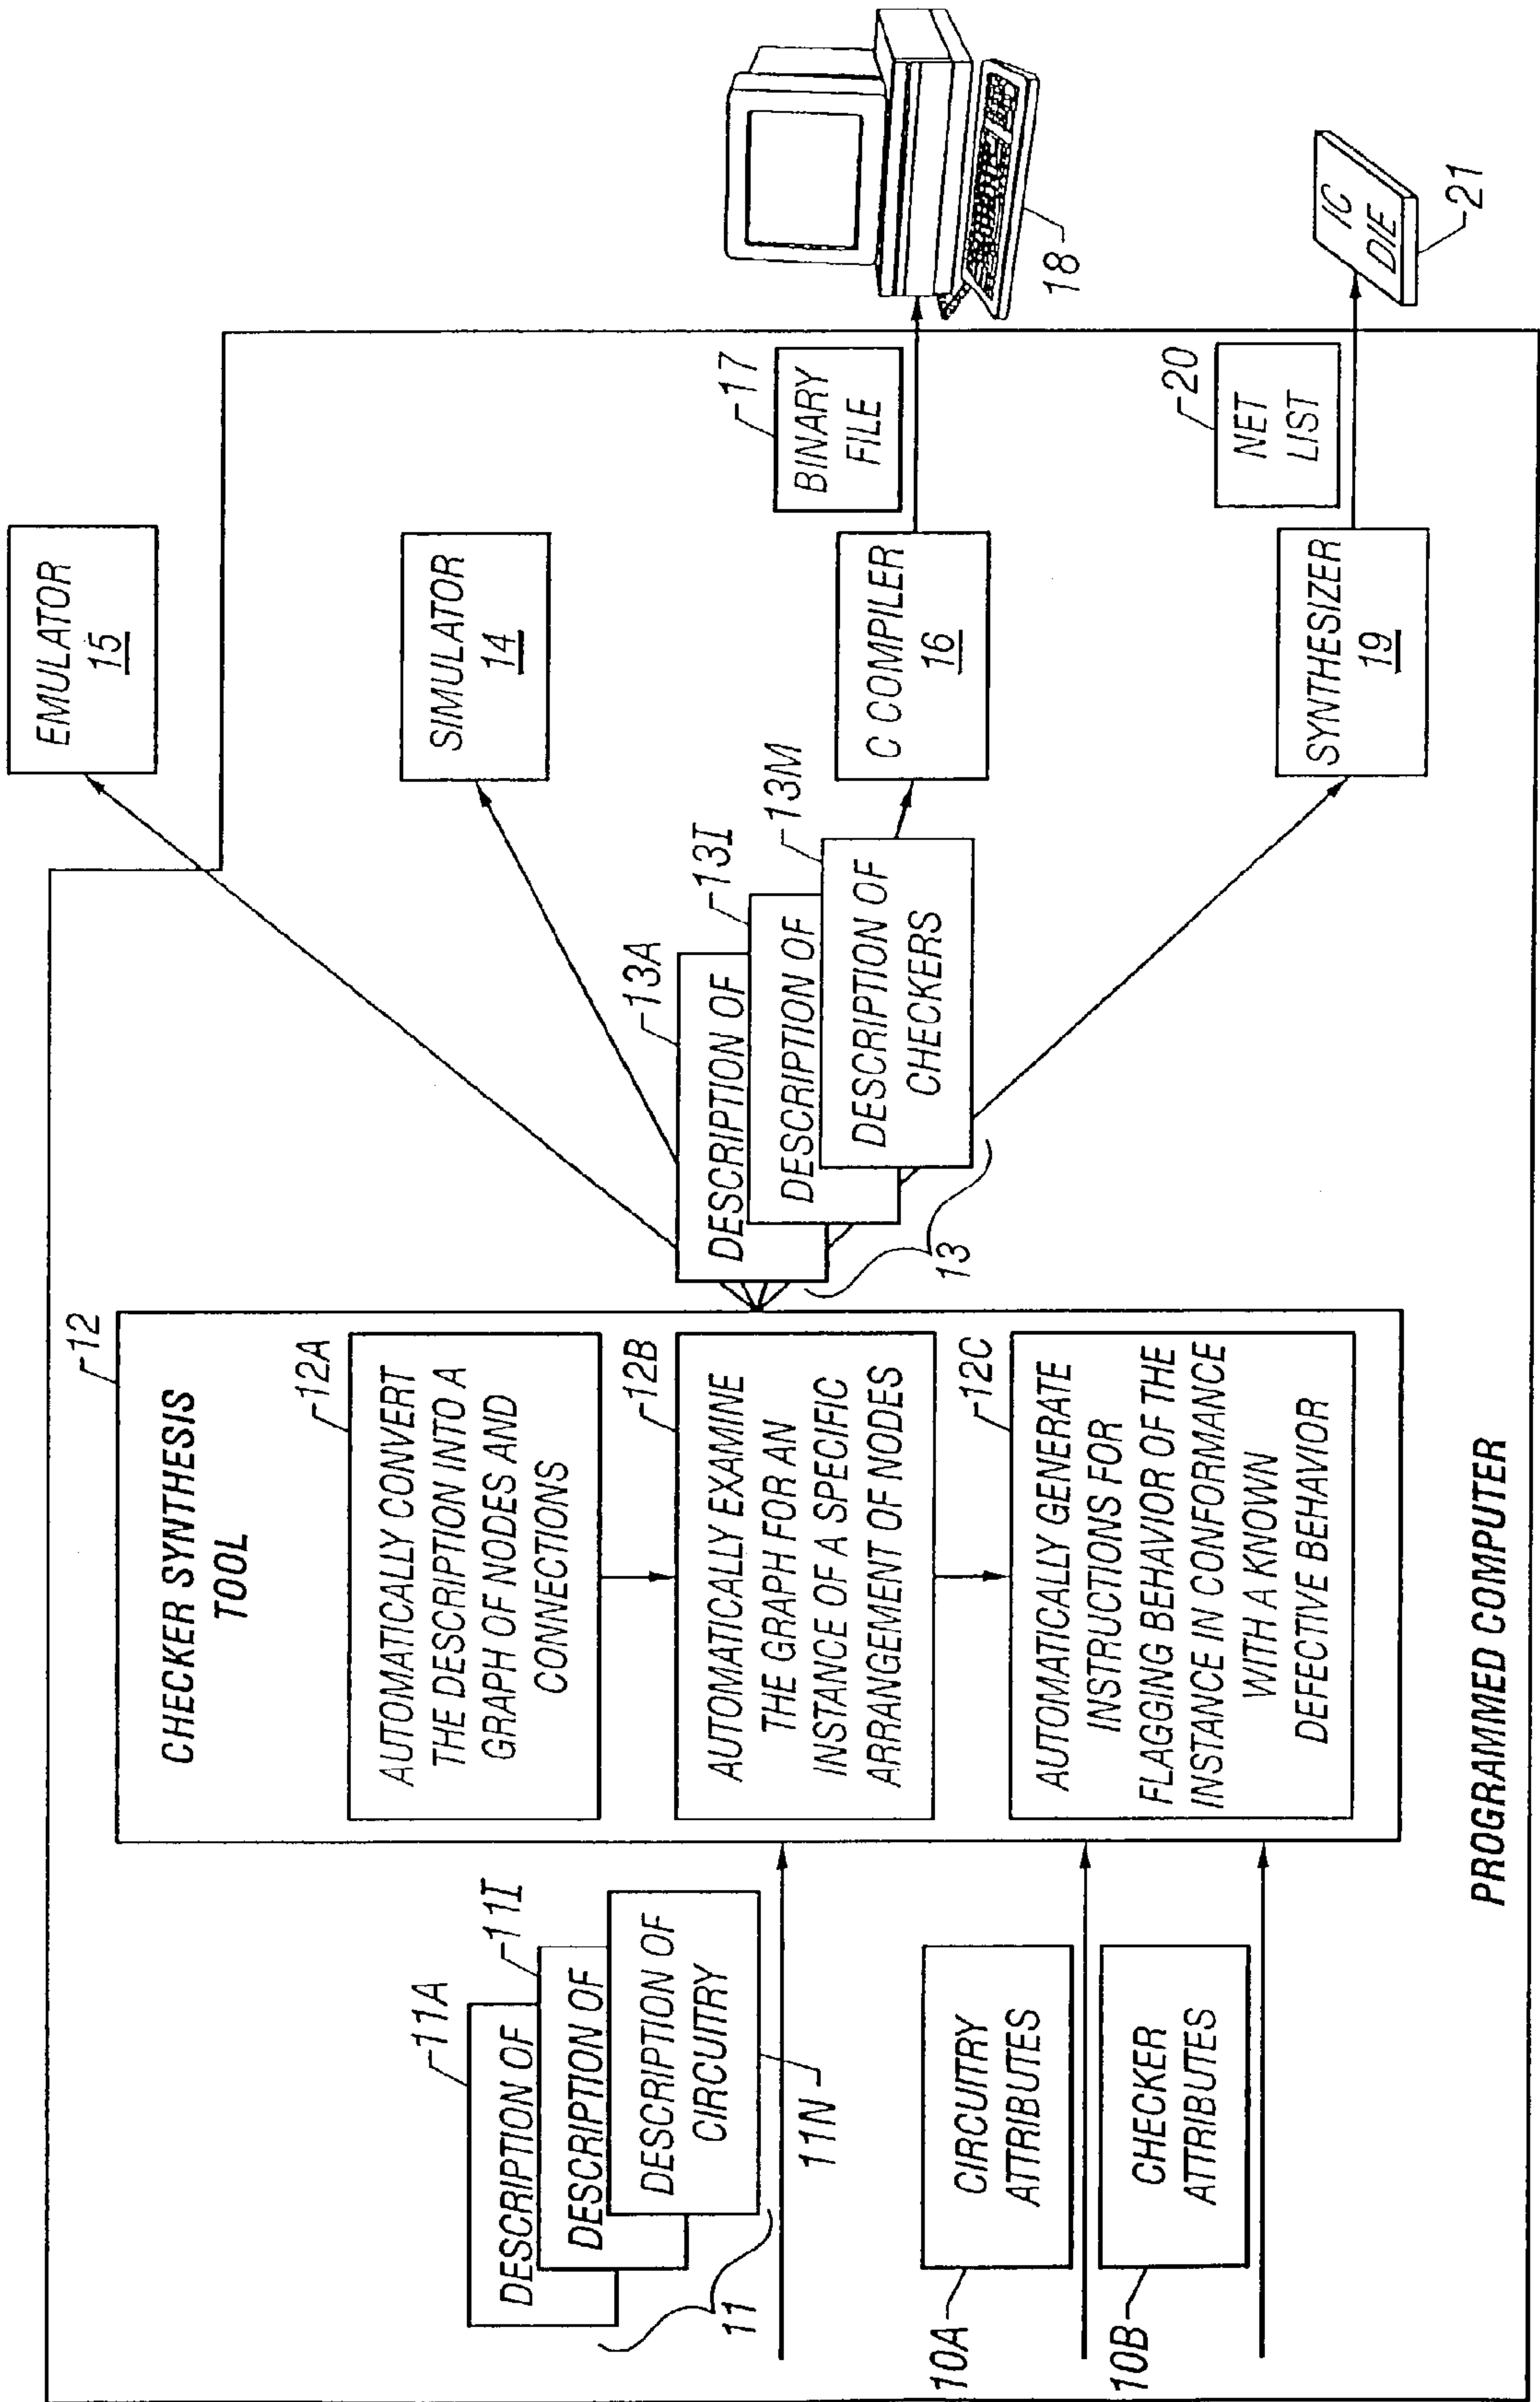 11A
DESCRIPTION OF
11I
DESCRIPTION OF
DESCRIPTION OF
CIRCUITRY
11N
11
10A
CIRCUITRY
ATTRIBUTES
10B
CHECKER
ATTRIBUTES
12
CHECKER SYNTHESIS
TOOL
12A
AUTOMATICALLY CONVERT
THE DESCRIPTION INTO A
GRAPH OF NODES AND
CONNECTIONS
12B
AUTOMATICALLY EXAMINE
THE GRAPH FOR AN
INSTANCE OF A SPECIFIC
ARRANGEMENT OF NODES
12C
AUTOMATICALLY GENERATE
INSTRUCTIONS FOR
FLAGGING BEHAVIOR OF THE
INSTANCE IN CONFORMANCE
WITH A KNOWN
DEFECTIVE BEHAVIOR
13A
DESCRIPTION OF
13I
DESCRIPTION OF
13M
DESCRIPTION OF
CHECKERS
13
EMULATOR
15
SIMULATOR
14
C COMPILER
16
17
BINARY
FILE
18
SYNTHESIZER
19
20
NET
LIST
IC
DIE
21
PROGRAMMED COMPUTER